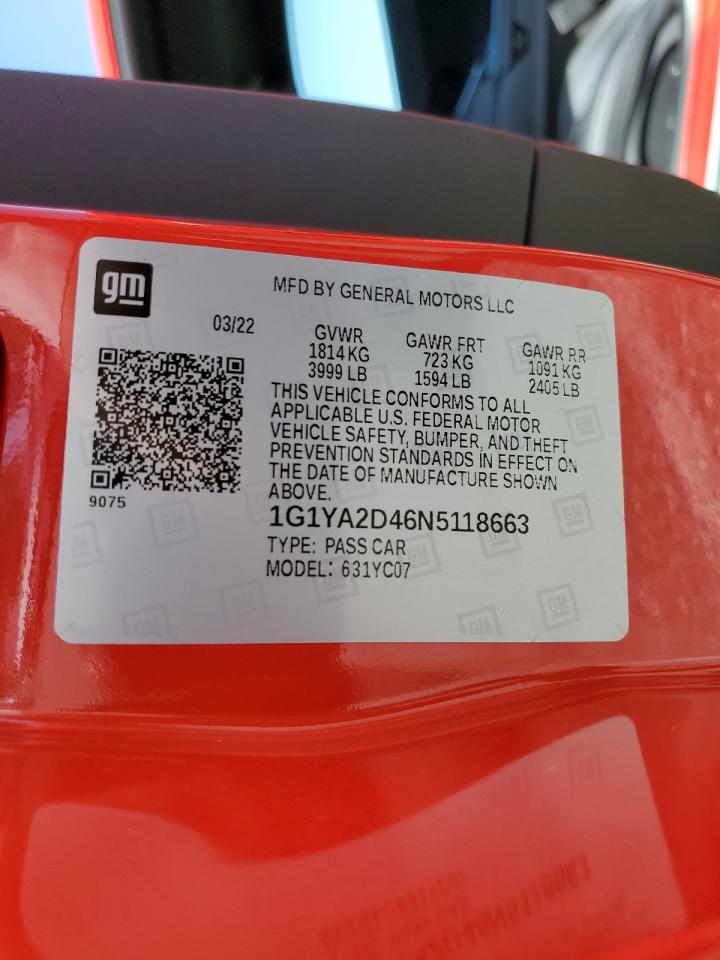 gm
MFD BY GENERAL MOTORS LLC
03/22
GVWR
1814 KG
3999 LB
GAWR FRT
723 KG
1594 LB
GAWR RR
1091 KG
2405 LB
THIS VEHICLE CONFORMS TO ALL
APPLICABLE U.S. FEDERAL MOTOR
VEHICLE SAFETY, BUMPER, AND THEFT
PREVENTION STANDARDS IN EFFECT ON
THE DATE OF MANUFACTURE SHOWN
ABOVE.
9075
1G1YA2D46N5118663
TYPE: PASS CAR
MODEL: 631YC07